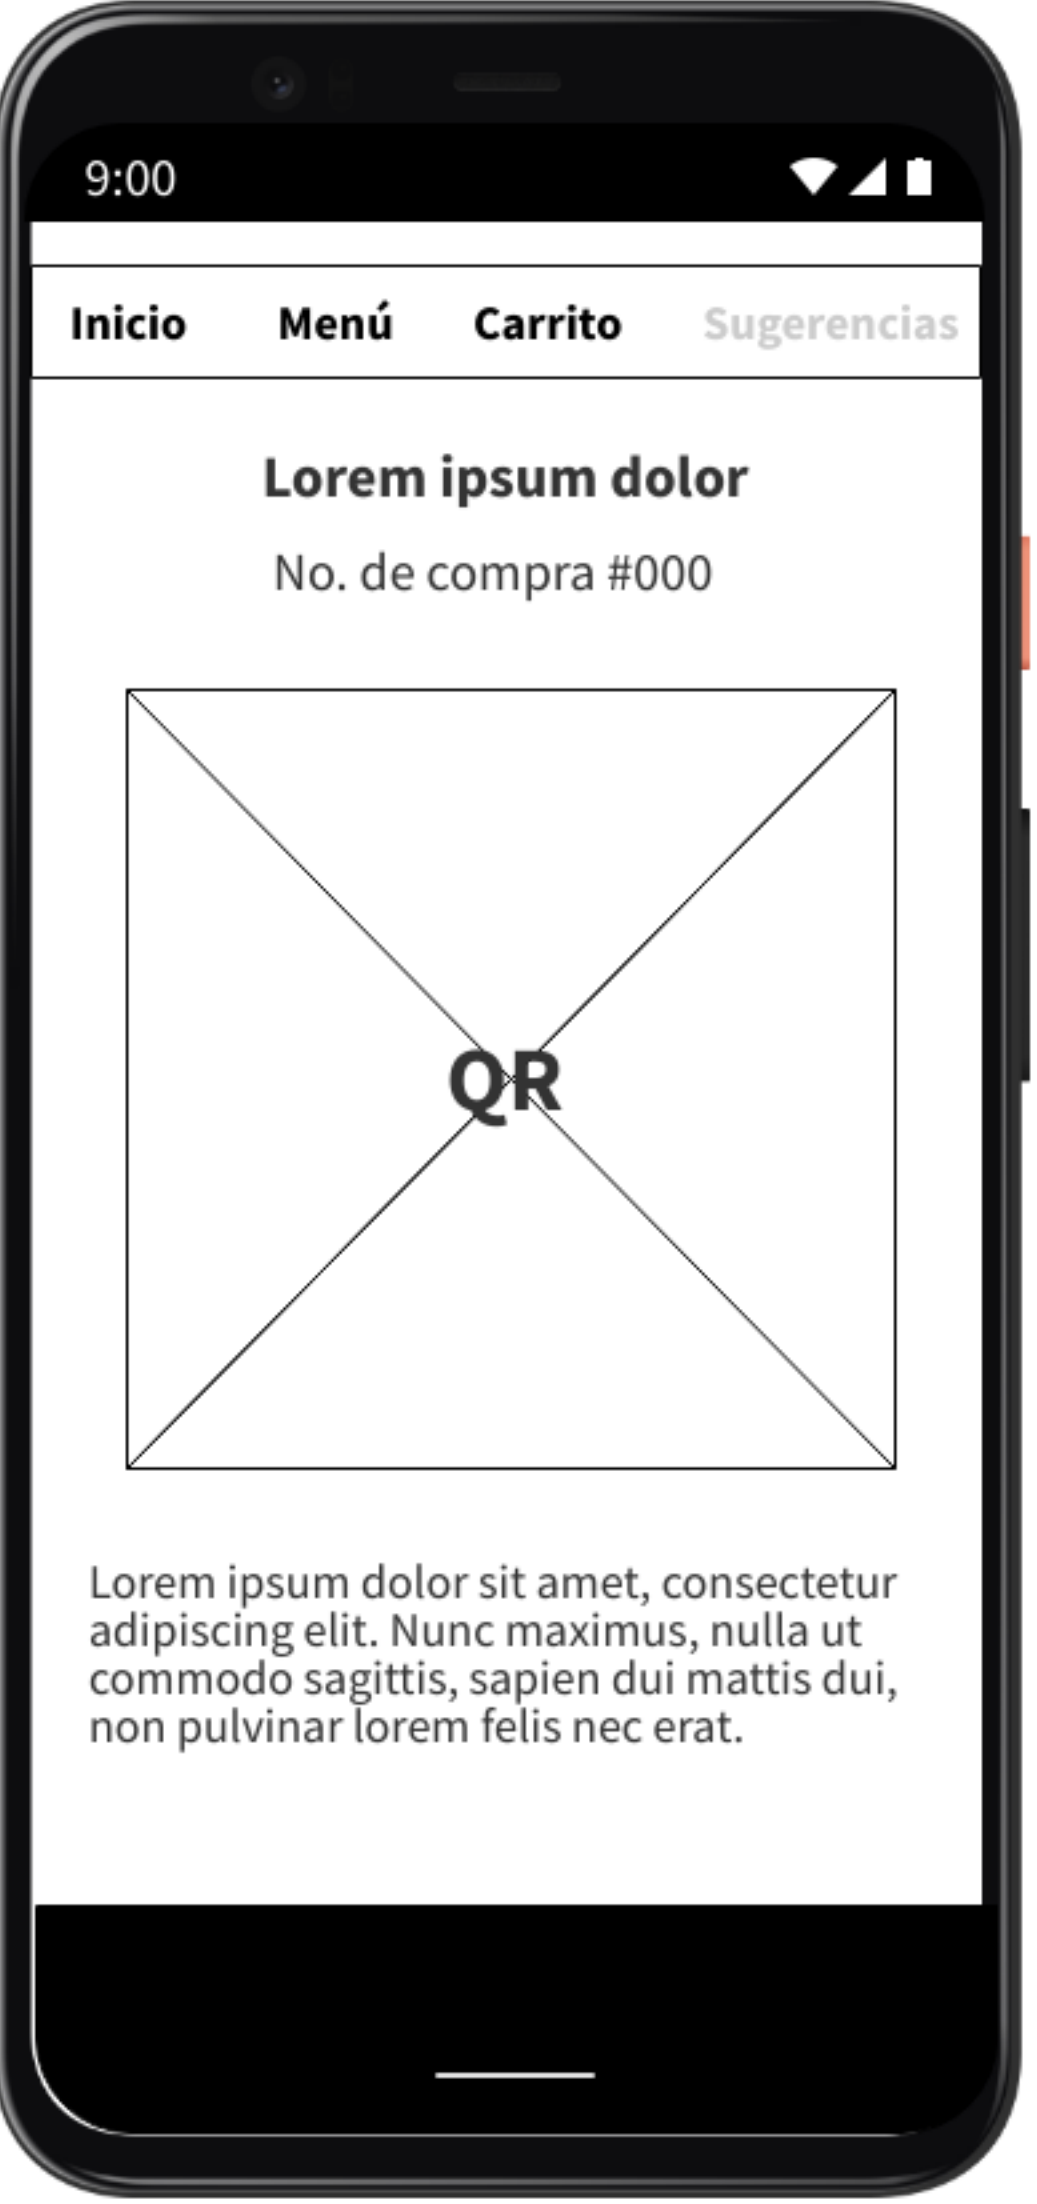 9:00
Inicio Menú Carrito Sugerencias
Lorem ipsum dolor
No. de compra #000
QR
Lorem ipsum dolor sit amet, consectetur
adipiscing elit. Nunc maximus, nulla ut
commodo sagittis, sapien dui mattis dui,
non pulvinar lorem felis nec erat.